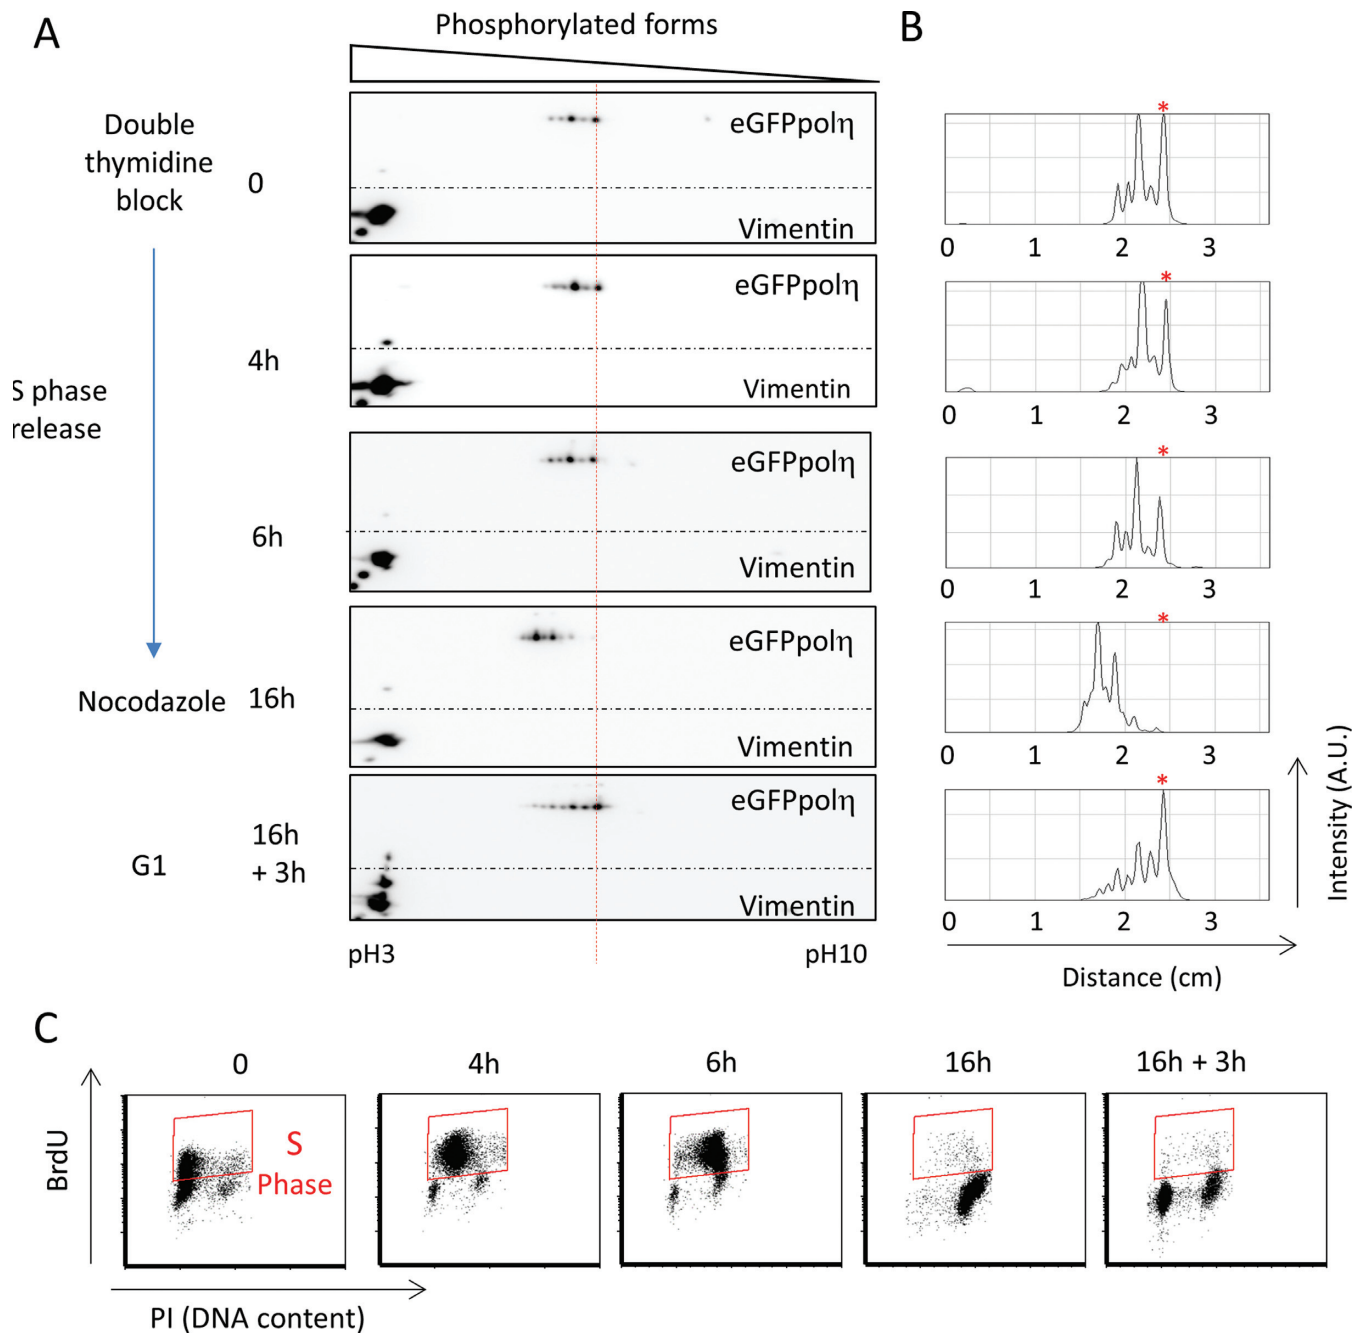 A
Phosphorylated forms
B
Double
thymidine
block
0
eGFPpolη
Vimentin
*
0 1 2 3
S phase
release
4h
eGFPpolη
Vimentin
*
0 1 2 3
6h
eGFPpolη
Vimentin
*
0 1 2 3
Nocodazole
16h
eGFPpolη
Vimentin
*
0 1 2 3
G1
16h
+ 3h
eGFPpolη
Vimentin
*
0 1 2 3
pH3
pH10
Distance (cm)
Intensity (A.U.)
C
0
4h
6h
16h
16h + 3h
BrdU
S
Phase
PI (DNA content)